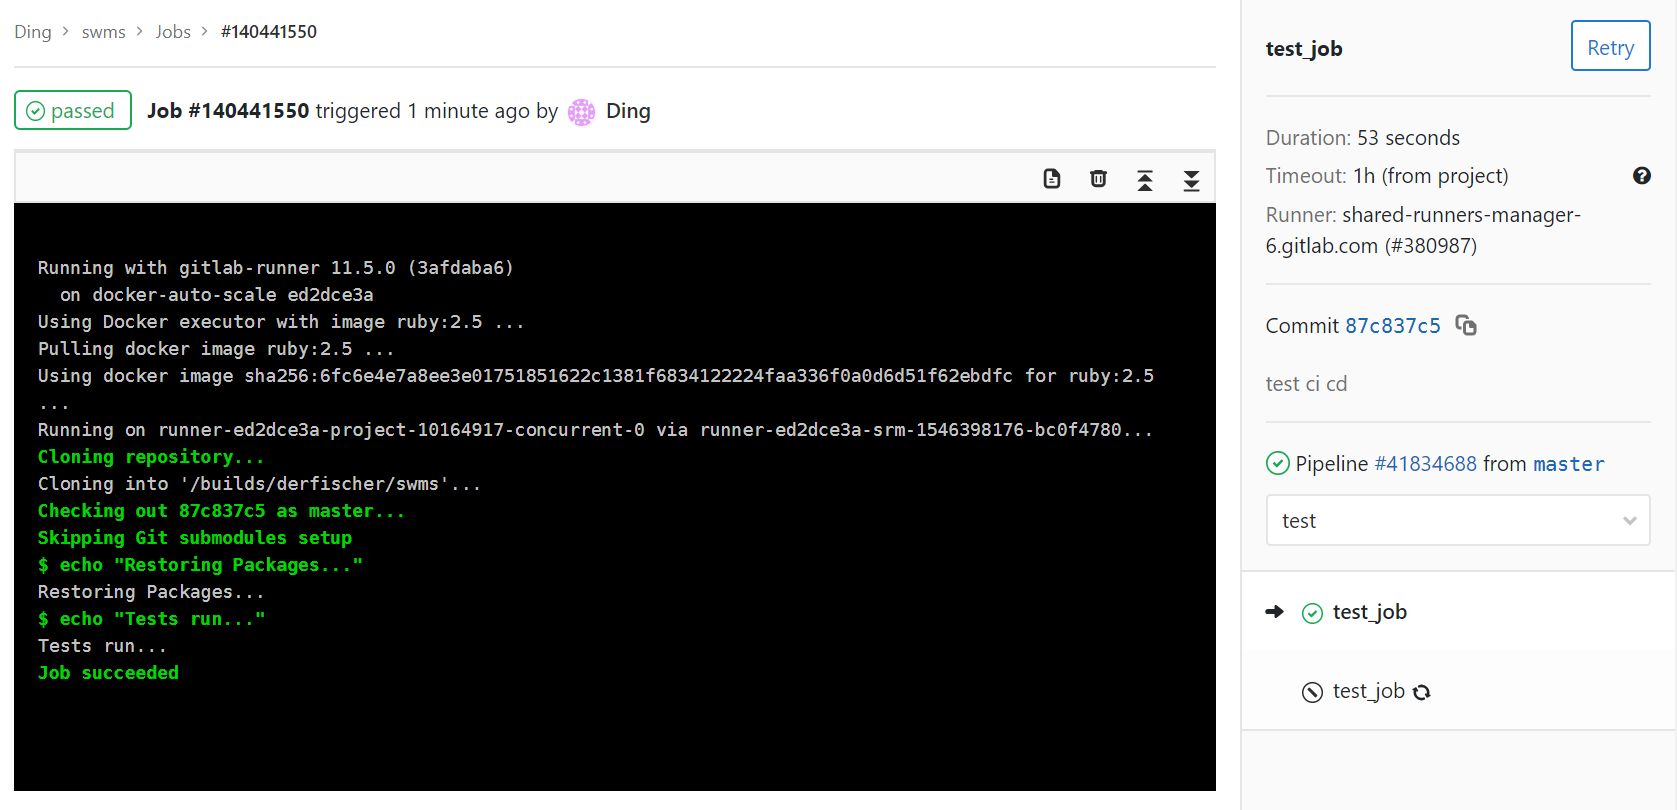 Ding > swms > Jobs > #140441550
passed Job #140441550 triggered 1 minute ago by Ding
Running with gitlab-runner 11.5.0 (3afdaba6)
on docker-auto-scale ed2dce3a
Using Docker executor with image ruby:2.5 ...
Pulling docker image ruby:2.5 ...
Using docker image sha256:6fc6e4e7a8ee3e01751851622c1381f6834122224faa336f0a0d6d51f62ebdfc for ruby:2.5
...
Running on runner-ed2dce3a-project-10164917-concurrent-0 via runner-ed2dce3a-srm-1546398176-bc0f4780...
Cloning repository...
Cloning into '/builds/derfischer/swms'...
Checking out 87c837c5 as master...
Skipping Git submodules setup
$ echo "Restoring Packages..."
Restoring Packages...
$ echo "Tests run..."
Tests run...
Job succeeded
test_job
Retry
Duration: 53 seconds
Timeout: 1h (from project)
Runner: shared-runners-manager-
6.gitlab.com (#380987)
Commit 87c837c5
test ci cd
Pipeline #41834688 from master
test
test_job
test_job